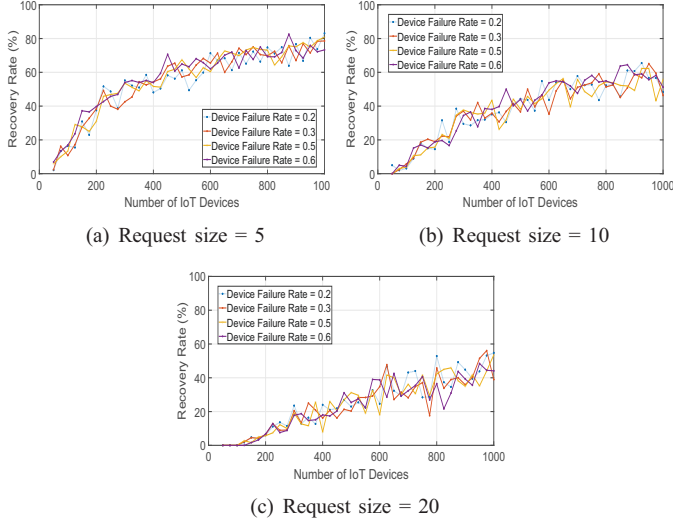 100
80
60
40
20
0
Recovery Rate (%)
Device Failure Rate = 0.2
Device Failure Rate = 0.3
Device Failure Rate = 0.5
Device Failure Rate = 0.6
0 200 400 600 800 1000
Number of IoT Devices
(a) Request size = 5
100
80
60
40
20
0
Recovery Rate (%)
Device Failure Rate = 0.2
Device Failure Rate = 0.3
Device Failure Rate = 0.5
Device Failure Rate = 0.6
0 200 400 600 800 1000
Number of IoT Devices
(b) Request size = 10
100
80
60
40
20
0
Recovery Rate (%)
Device Failure Rate = 0.2
Device Failure Rate = 0.3
Device Failure Rate = 0.5
Device Failure Rate = 0.6
0 200 400 600 800 1000
Number of IoT Devices
(c) Request size = 20